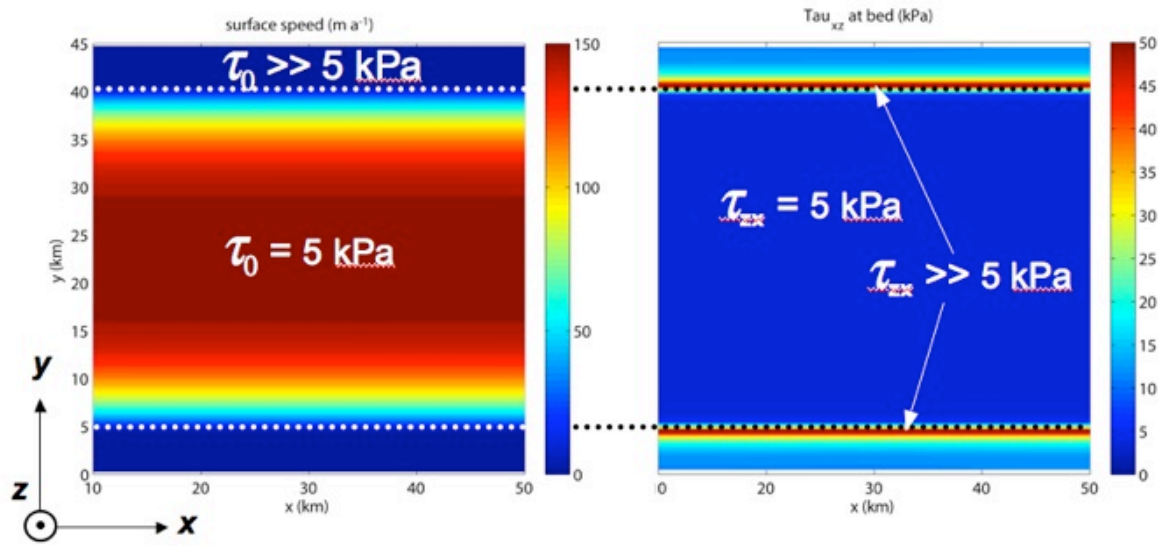 surface speed (m a⁻¹)
45
40
35
30
25
20
15
10
5
0
y (km)
10 20 30 40 50
x (km)
150
100
50
0
τ₀ >> 5 kPa
τ₀ = 5 kPa
y
z
x
Tau_xz at bed (kPa)
τ_zx = 5 kPa
τ_zx >> 5 kPa
0 20 30 40 50
x (km)
50
45
40
35
30
25
20
15
10
5
0